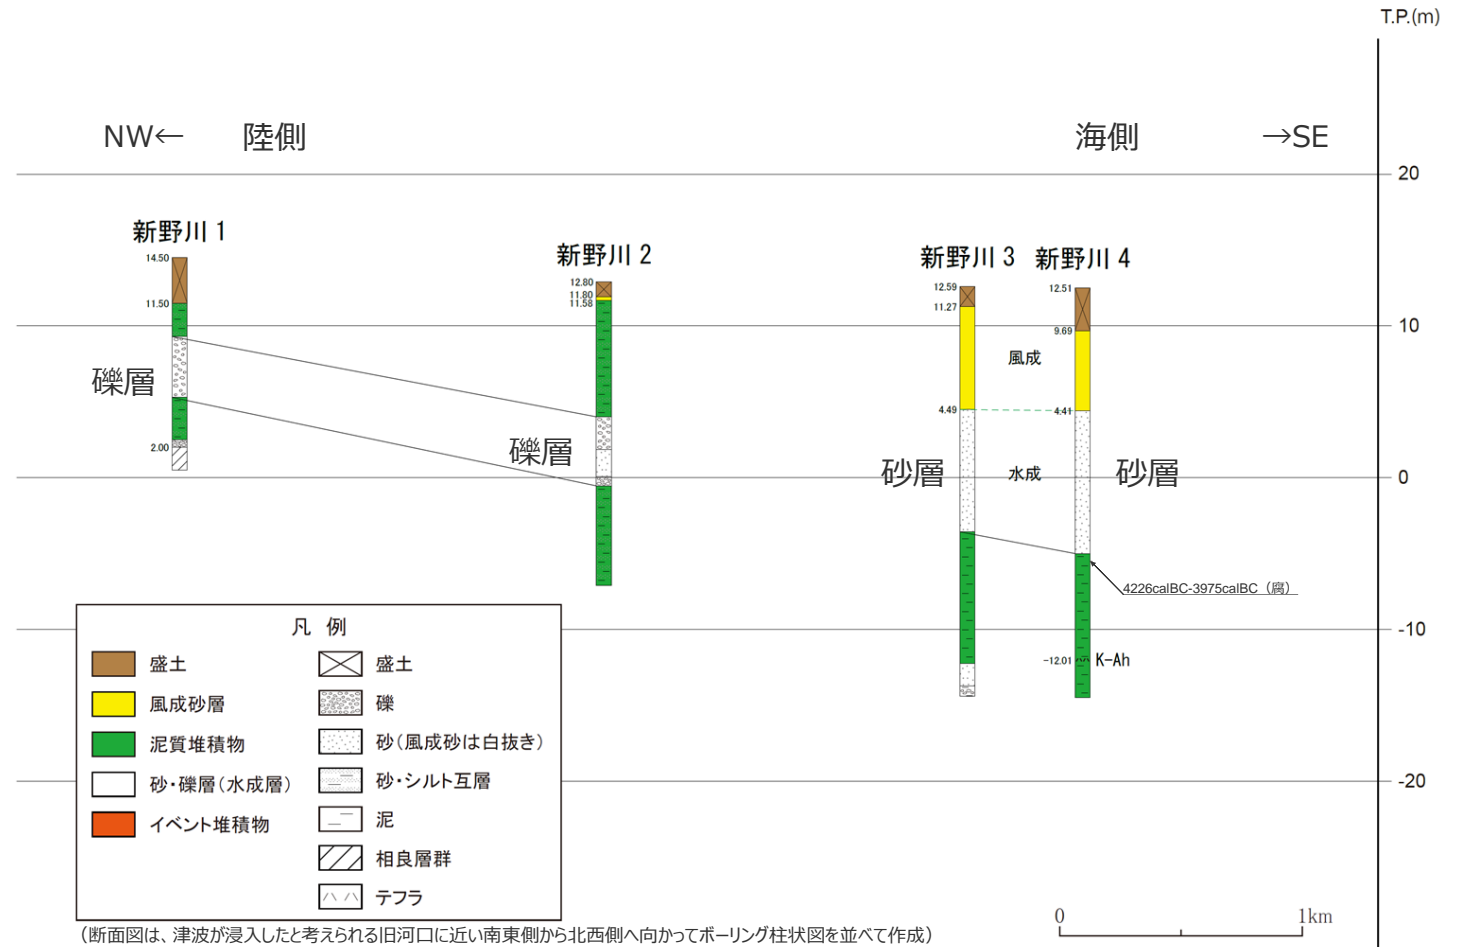 T.P.(m)
NW← 陸側 海側 →SE
20
新野川 1
新野川 2
新野川 3 新野川 4
14.50
11.50
2.00
12.80
11.80
11.58
12.59
11.27
4.49
12.51
9.69
4.41
10
風成
礫層
礫層
砂層
水成
砂層
0
4226calBC-3975calBC（腐）
-10
-12.01 K-Ah
-20
凡 例
盛土
風成砂層
泥質堆積物
砂・礫層(水成層)
イベント堆積物
盛土
礫
砂(風成砂は白抜き)
砂・シルト互層
泥
相良層群
テフラ
0 1km
（断面図は、津波が浸入したと考えられる旧河口に近い南東側から北西側へ向かってボーリング柱状図を並べて作成）